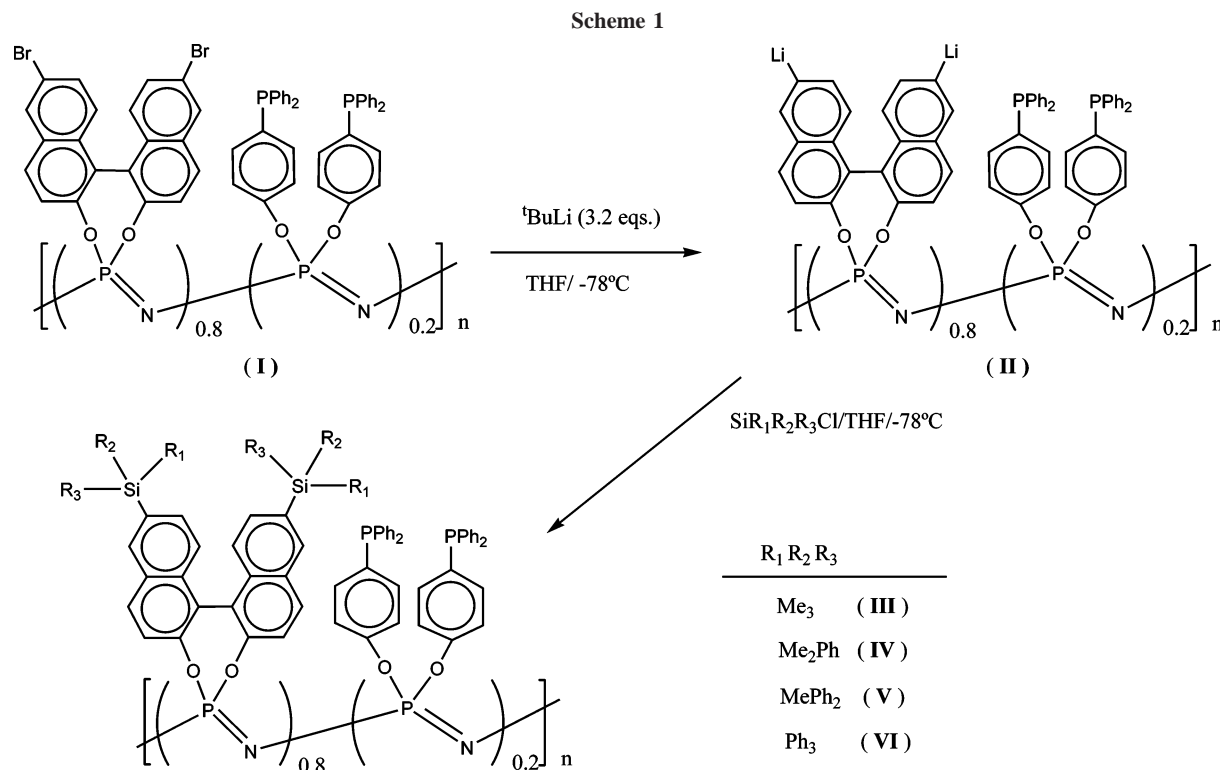 Scheme 1
Br Br Li Li
PPh₂ PPh₂ PPh₂ PPh₂
O O O O O O O O
ᵗBuLi (3.2 eqs.)
THF/ -78ºC
P N 0.8 P N 0.2 n P N 0.8 P N 0.2 n
( I ) ( II )
SiR₁R₂R₃Cl/THF/-78ºC
R₂ R₁ R₃ Si R₃ R₂ Si R₁
PPh₂ PPh₂
O O O O
P N 0.8 P N 0.2 n
R₁ R₂ R₃
Me₃ ( III )
Me₂Ph ( IV )
MePh₂ ( V )
Ph₃ ( VI )